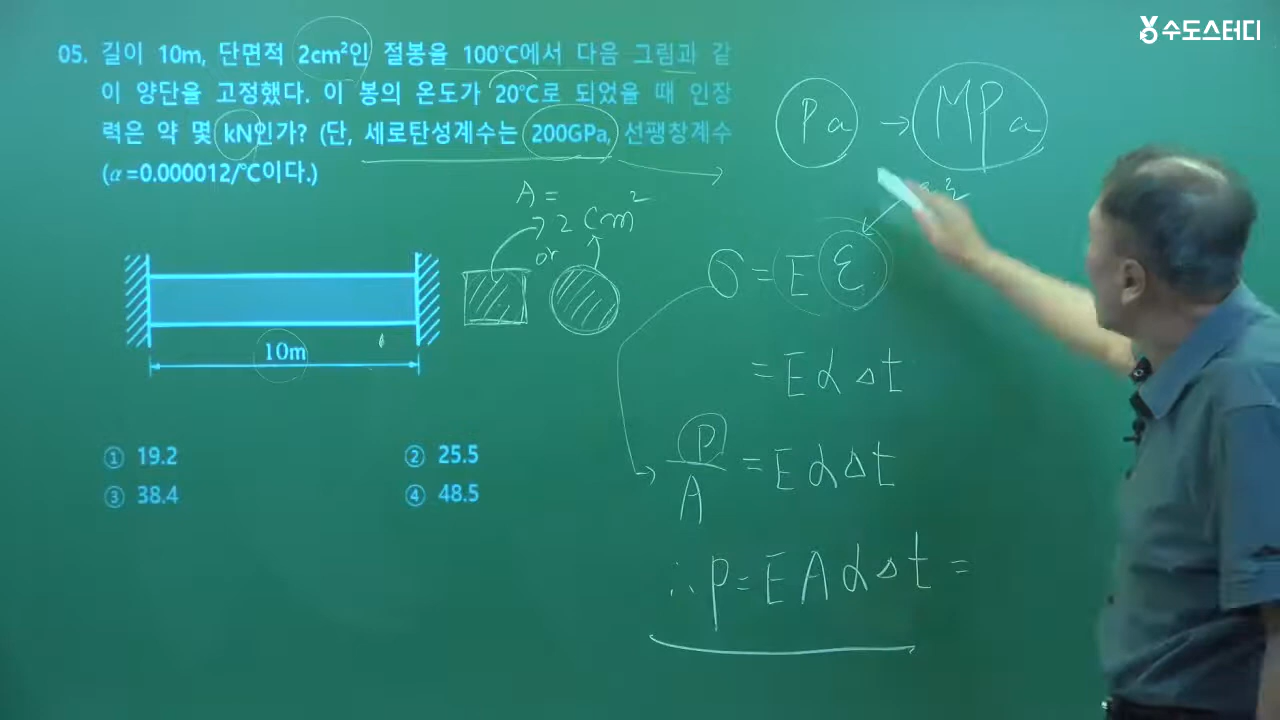 수도스터디
05. 길이 10m, 단면적 2cm²인 절봉을 100℃에서 다음 그림과 같
이 양단을 고정했다. 이 봉의 온도가 20℃로 되었을 때 인장
력은 약 몇 kN인가? (단, 세로탄성계수는 200GPa, 선팽창계수
(α=0.000012/℃이다.)
10m
① 19.2 ② 25.5
③ 38.4 ④ 48.5
A =
2 cm²
or
Pa → MPa
σ = E ε
= E α Δt
P/A = E α Δt
∴ P = E A α Δt =